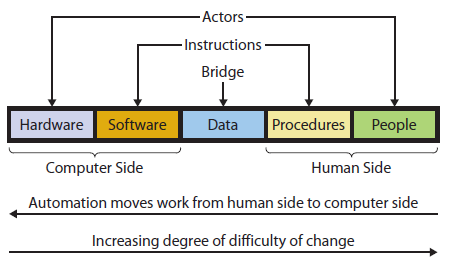 Actors
Instructions
Bridge
Hardware Software Data Procedures People
Computer Side Human Side
Automation moves work from human side to computer side
Increasing degree of difficulty of change